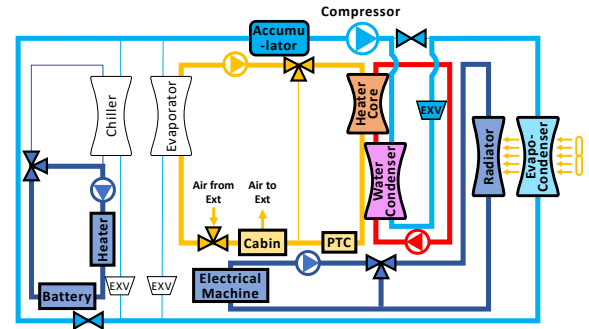 Compressor
Accumu
-lator
Chiller
Evaporator
Heater
Core
EXV
Water
Condenser
Radiator
Evapo-
Condenser
Air from
Ext
Air to
Ext
Heater
Cabin
PTC
Electrical
Machine
EXV
EXV
Battery